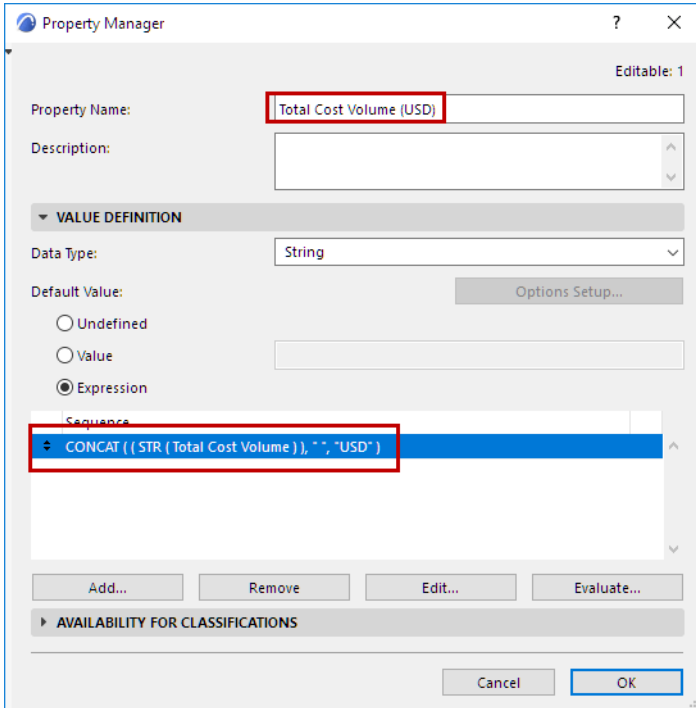 Property Manager ? ×
Editable: 1
Property Name: Total Cost Volume (USD)
Description:
VALUE DEFINITION
Data Type: String
Default Value: Options Setup...
Undefined
Value
Expression
Sequence
CONCAT ( ( STR ( Total Cost Volume ) ), " ", "USD" )
Add... Remove Edit... Evaluate...
AVAILABILITY FOR CLASSIFICATIONS
Cancel OK